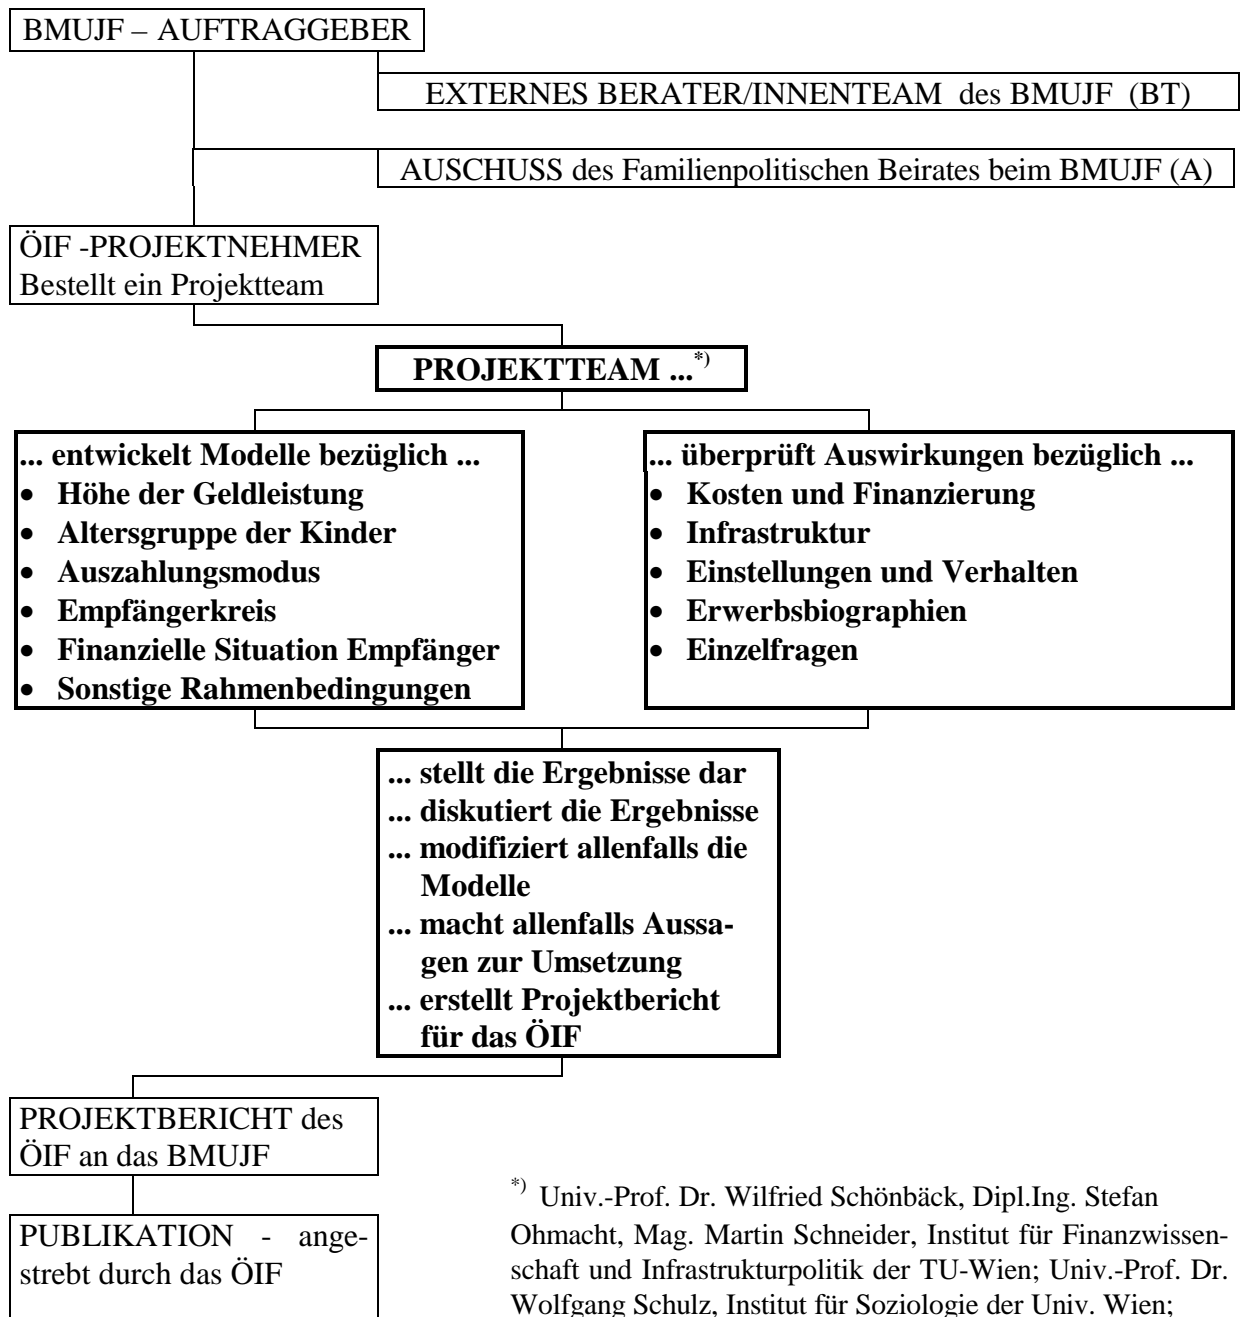 BMUJF – AUFTRAGGEBER
EXTERNES BERATER/INNENTEAM des BMUJF (BT)
AUSCHUSS des Familienpolitischen Beirates beim BMUJF (A)
ÖIF -PROJEKTNEHMER
Bestellt ein Projektteam
PROJEKTTEAM ...*)
... entwickelt Modelle bezüglich ...
• Höhe der Geldleistung
• Altersgruppe der Kinder
• Auszahlungsmodus
• Empfängerkreis
• Finanzielle Situation Empfänger
• Sonstige Rahmenbedingungen
... überprüft Auswirkungen bezüglich ...
• Kosten und Finanzierung
• Infrastruktur
• Einstellungen und Verhalten
• Erwerbsbiographien
• Einzelfragen
... stellt die Ergebnisse dar
... diskutiert die Ergebnisse
... modifiziert allenfalls die
Modelle
... macht allenfalls Aussa-
gen zur Umsetzung
... erstellt Projektbericht
für das ÖIF
PROJEKTBERICHT des
ÖIF an das BMUJF
PUBLIKATION - ange-
strebt durch das ÖIF
*) Univ.-Prof. Dr. Wilfried Schönbäck, Dipl.Ing. Stefan
Ohmacht, Mag. Martin Schneider, Institut für Finanzwissen-
schaft und Infrastrukturpolitik der TU-Wien; Univ.-Prof. Dr.
Wolfgang Schulz, Institut für Soziologie der Univ. Wien;